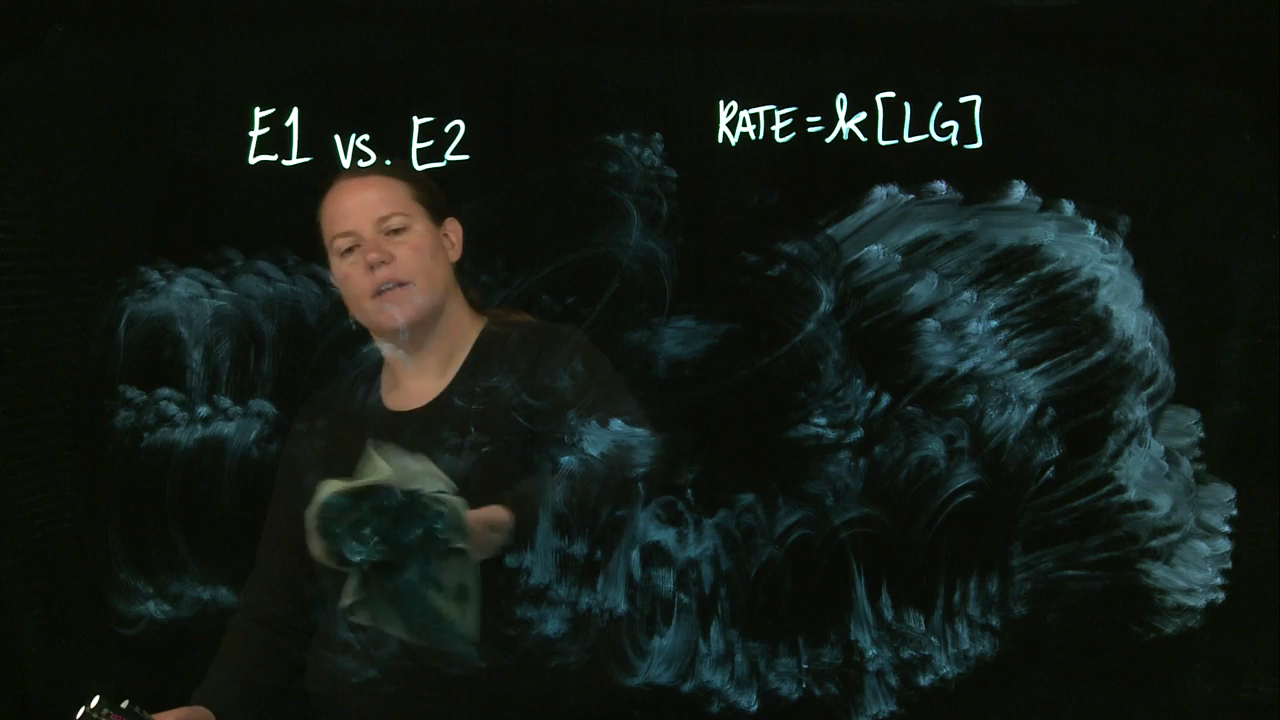 E1 vs. E2
RATE = k[LG]